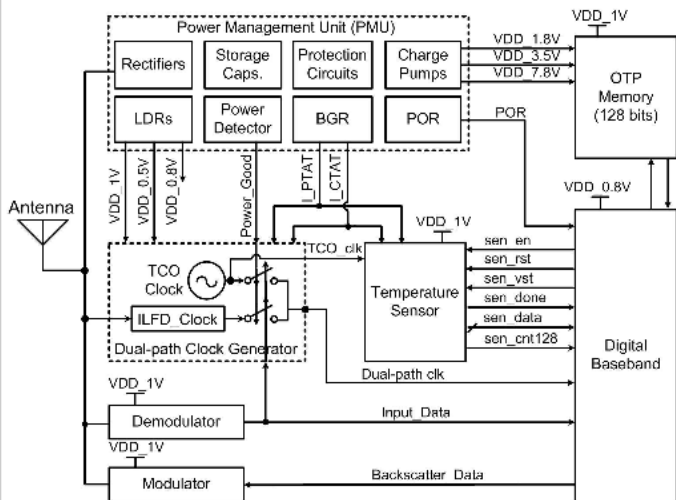 Power Management Unit (PMU)
VDD_1V
Rectifiers
Storage
Caps.
Protection
Circuits
Charge
Pumps
VDD_1.8V
VDD_3.5V
VDD_7.8V
OTP
Memory
(128 bits)
LDRs
Power
Detector
BGR
POR
POR
VDD_1V
VDD_0.5V
VDD_0.8V
Power_Good
I_PTAT
I_CTAT
VDD_0.8V
Antenna
VDD_1V
TCO_clk
TCO
Clock
ILFD_Clock
Dual-path Clock Generator
Temperature
Sensor
sen_en
sen_rst
sen_vst
sen_done
sen_data
sen_cnt128
Digital
Baseband
Dual-path clk
VDD_1V
Demodulator
Input_Data
VDD_1V
Modulator
Backscatter_Data